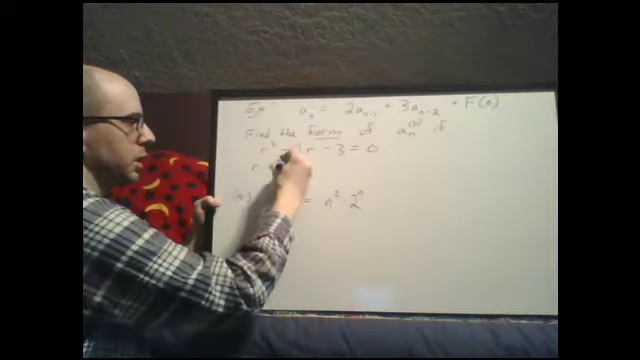 Ex: aₙ = 2aₙ₋₁ + 3aₙ₋₂ + F(n)
Find the form of aₙ if
r² - 2r - 3 = 0
r
(a) = n² 2ⁿ